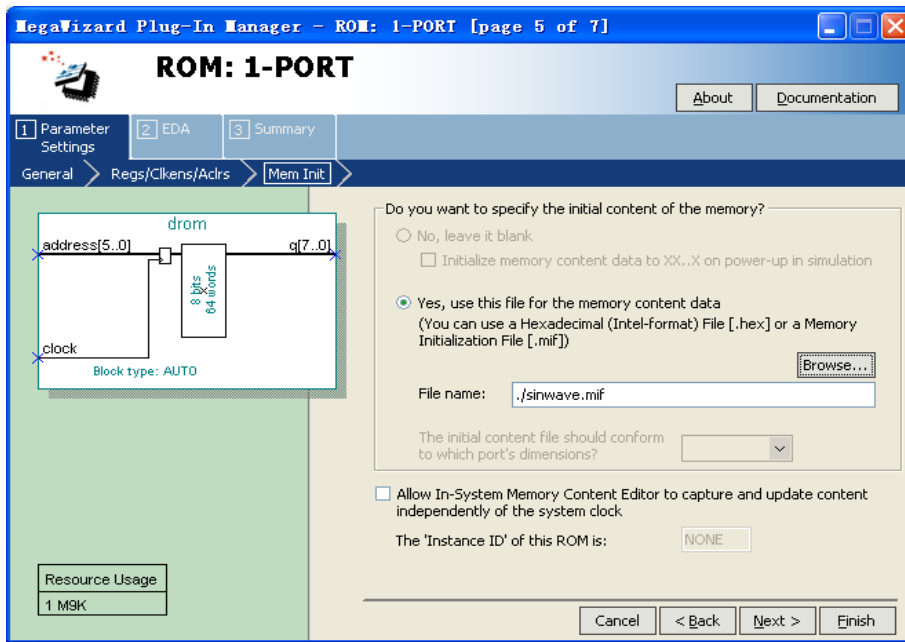 MegaWizard Plug-In Manager - ROM: 1-PORT [page 5 of 7]
ROM: 1-PORT
About
Documentation
1 Parameter Settings
2 EDA
3 Summary
General
Regs/Clkens/Aclrs
Mem Init
drom
address[5..0]
q[7..0]
8 bits
64 words
clock
Block type: AUTO
Do you want to specify the initial content of the memory?
No, leave it blank
Initialize memory content data to XX..X on power-up in simulation
Yes, use this file for the memory content data
(You can use a Hexadecimal (Intel-format) File [.hex] or a Memory
Initialization File [.mif])
Browse...
File name:
./sinwave.mif
The initial content file should conform
to which port's dimensions?
Allow In-System Memory Content Editor to capture and update content
independently of the system clock
The 'Instance ID' of this ROM is:
NONE
Resource Usage
1 M9K
Cancel
< Back
Next >
Finish